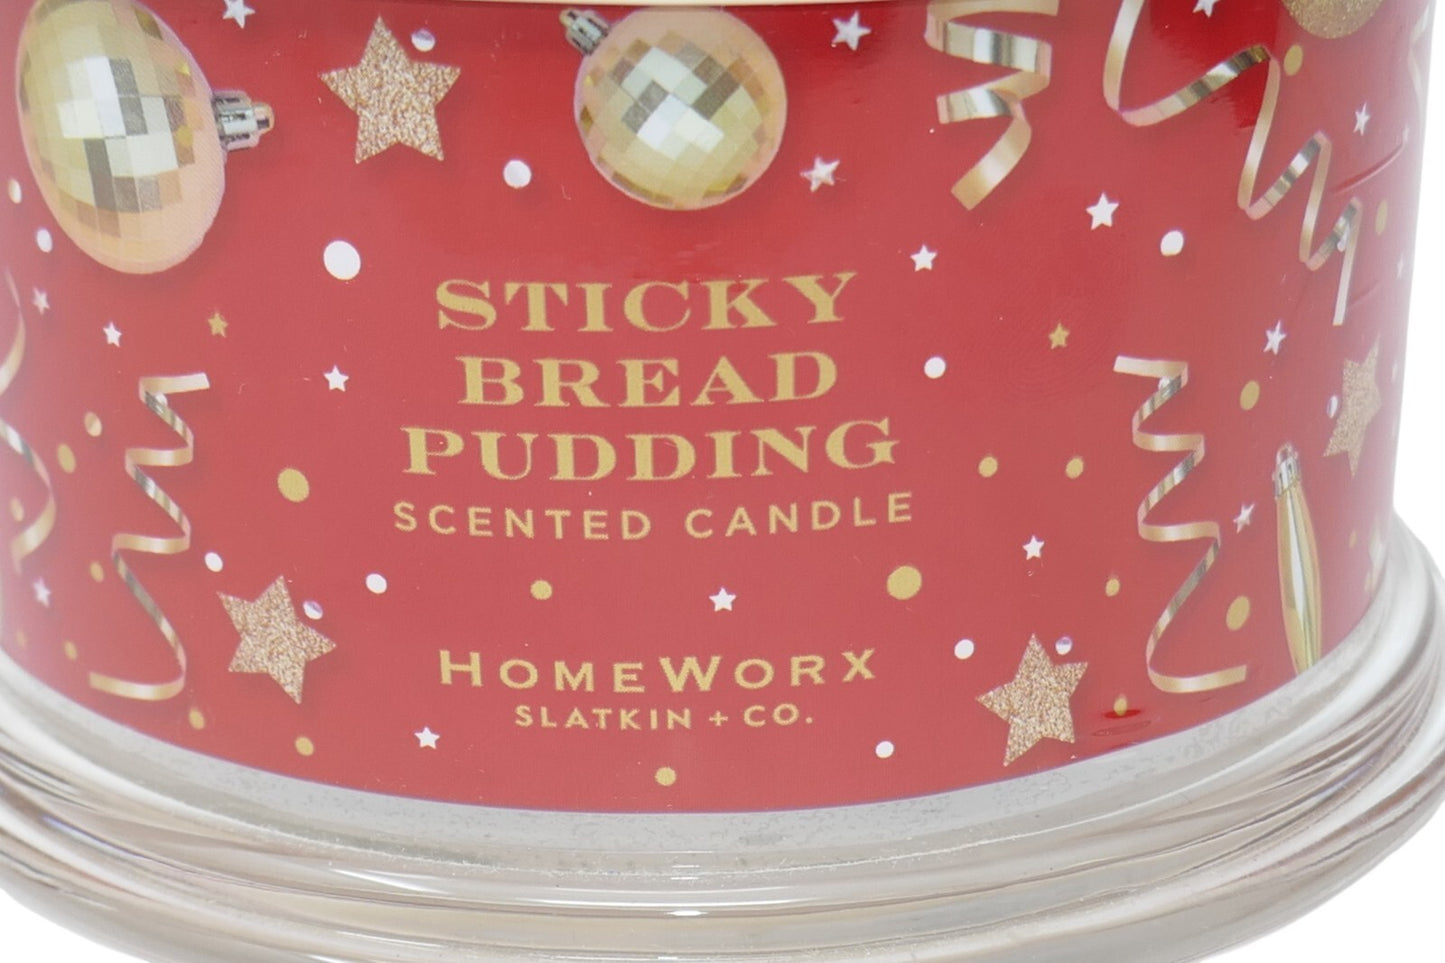 STICKY
BREAD
PUDDING
SCENTED CANDLE
HOMEWORX
SLATKIN + CO.